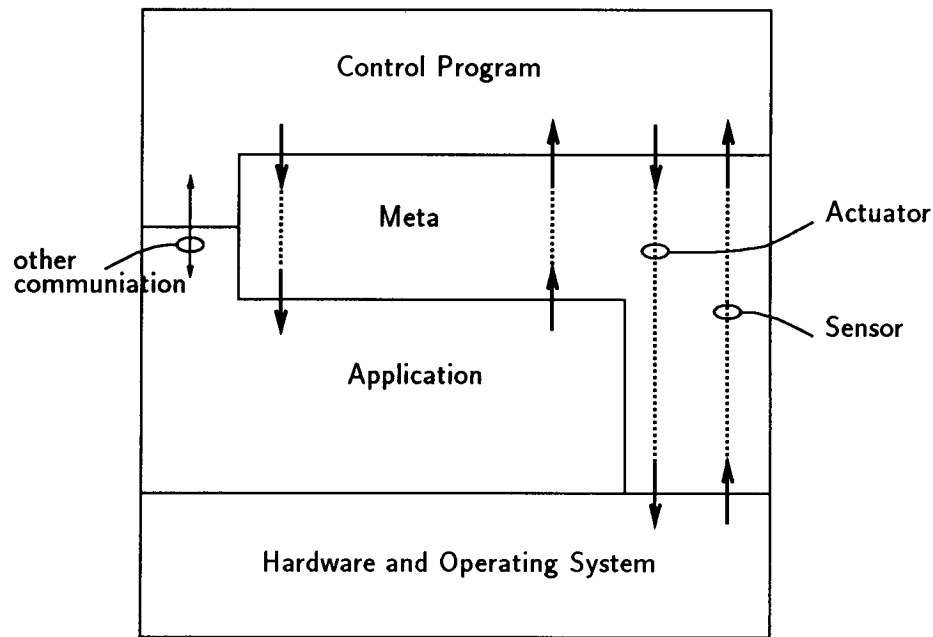 Control Program
Meta
Actuator
other
communiation
Sensor
Application
Hardware and Operating System